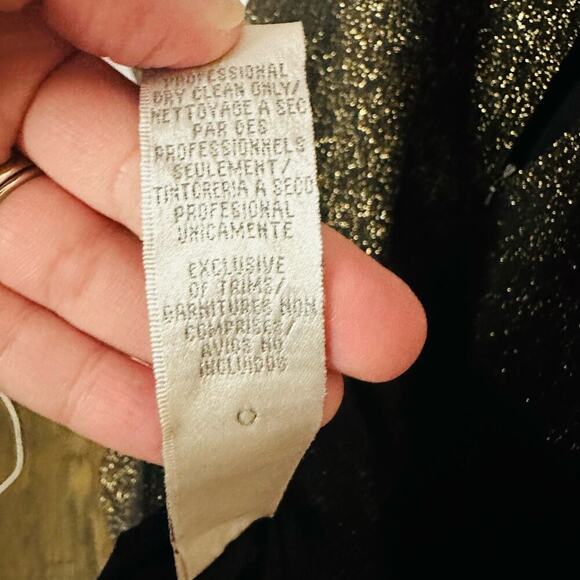 PROFESSIONAL
DRY CLEAN ONLY/
NETTOYAGE A SEC
PAR DES
PROFESSIONNELS
SEULEMENT/
TINTORERIA A SECO
PROFESIONAL
UNICAMENTE
EXCLUSIVE
OF TRIMS/
GARNITURES NON
COMPRISES/
AVIOS NO
INCLUIDOS